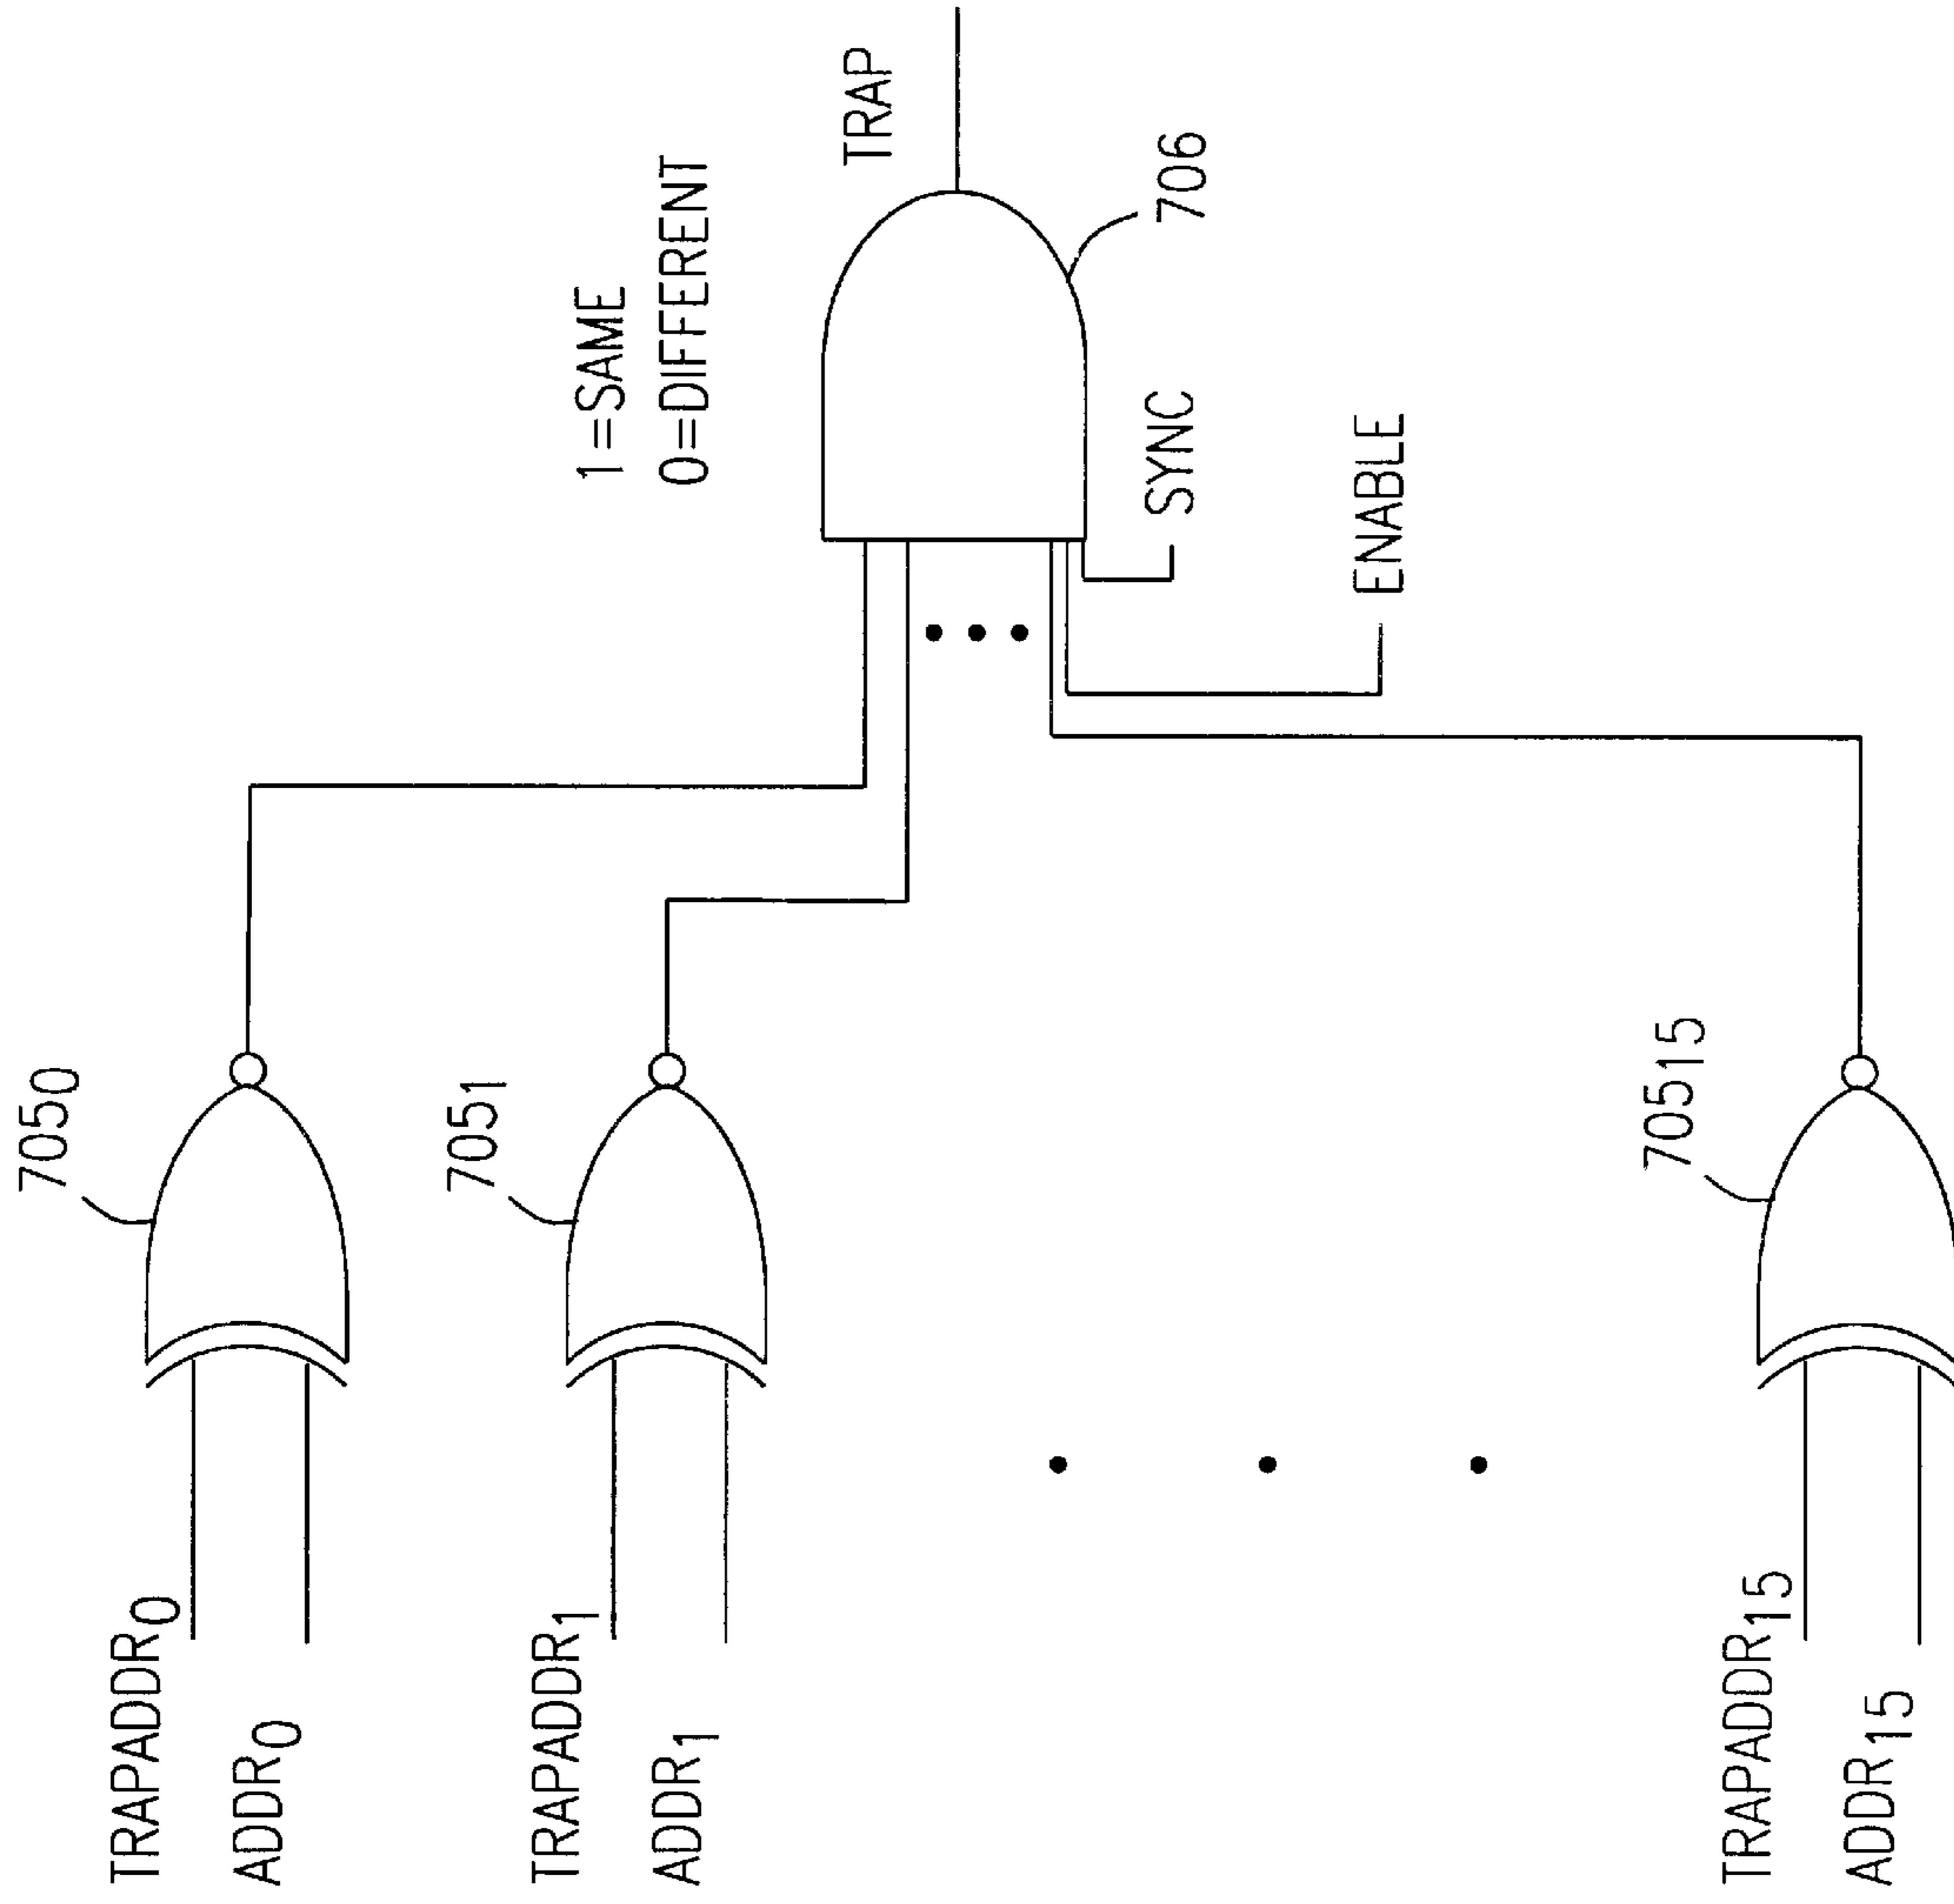 705₀
TRAPADDR₀
ADDR₀
705₁
TRAPADDR₁
ADDR₁
1=SAME
0=DIFFERENT
TRAP
706
SYNC
ENABLE
705₁₅
TRAPADDR₁₅
ADDR₁₅